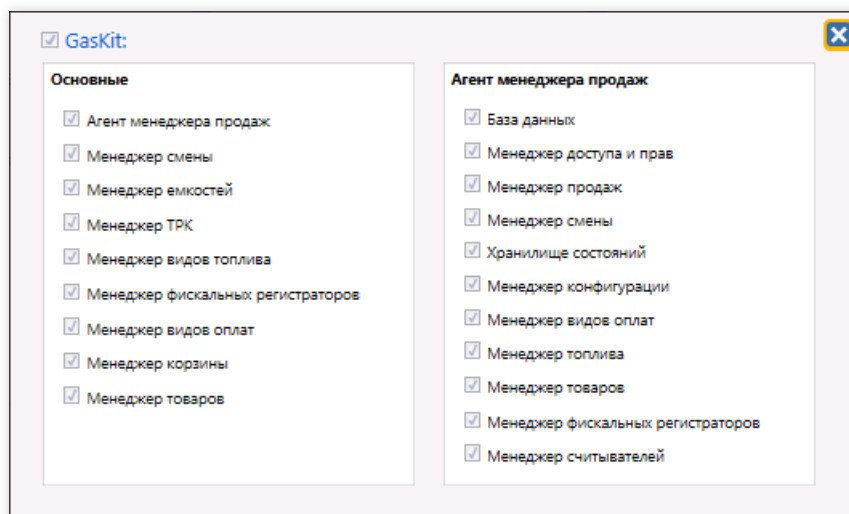 GasKit:
Основные
Агент менеджера продаж
Менеджер смены
Менеджер емкостей
Менеджер ТРК
Менеджер видов топлива
Менеджер фискальных регистраторов
Менеджер видов оплат
Менеджер корзины
Менеджер товаров
Агент менеджера продаж
База данных
Менеджер доступа и прав
Менеджер продаж
Менеджер смены
Хранилище состояний
Менеджер конфигурации
Менеджер видов оплат
Менеджер топлива
Менеджер товаров
Менеджер фискальных регистраторов
Менеджер считывателей